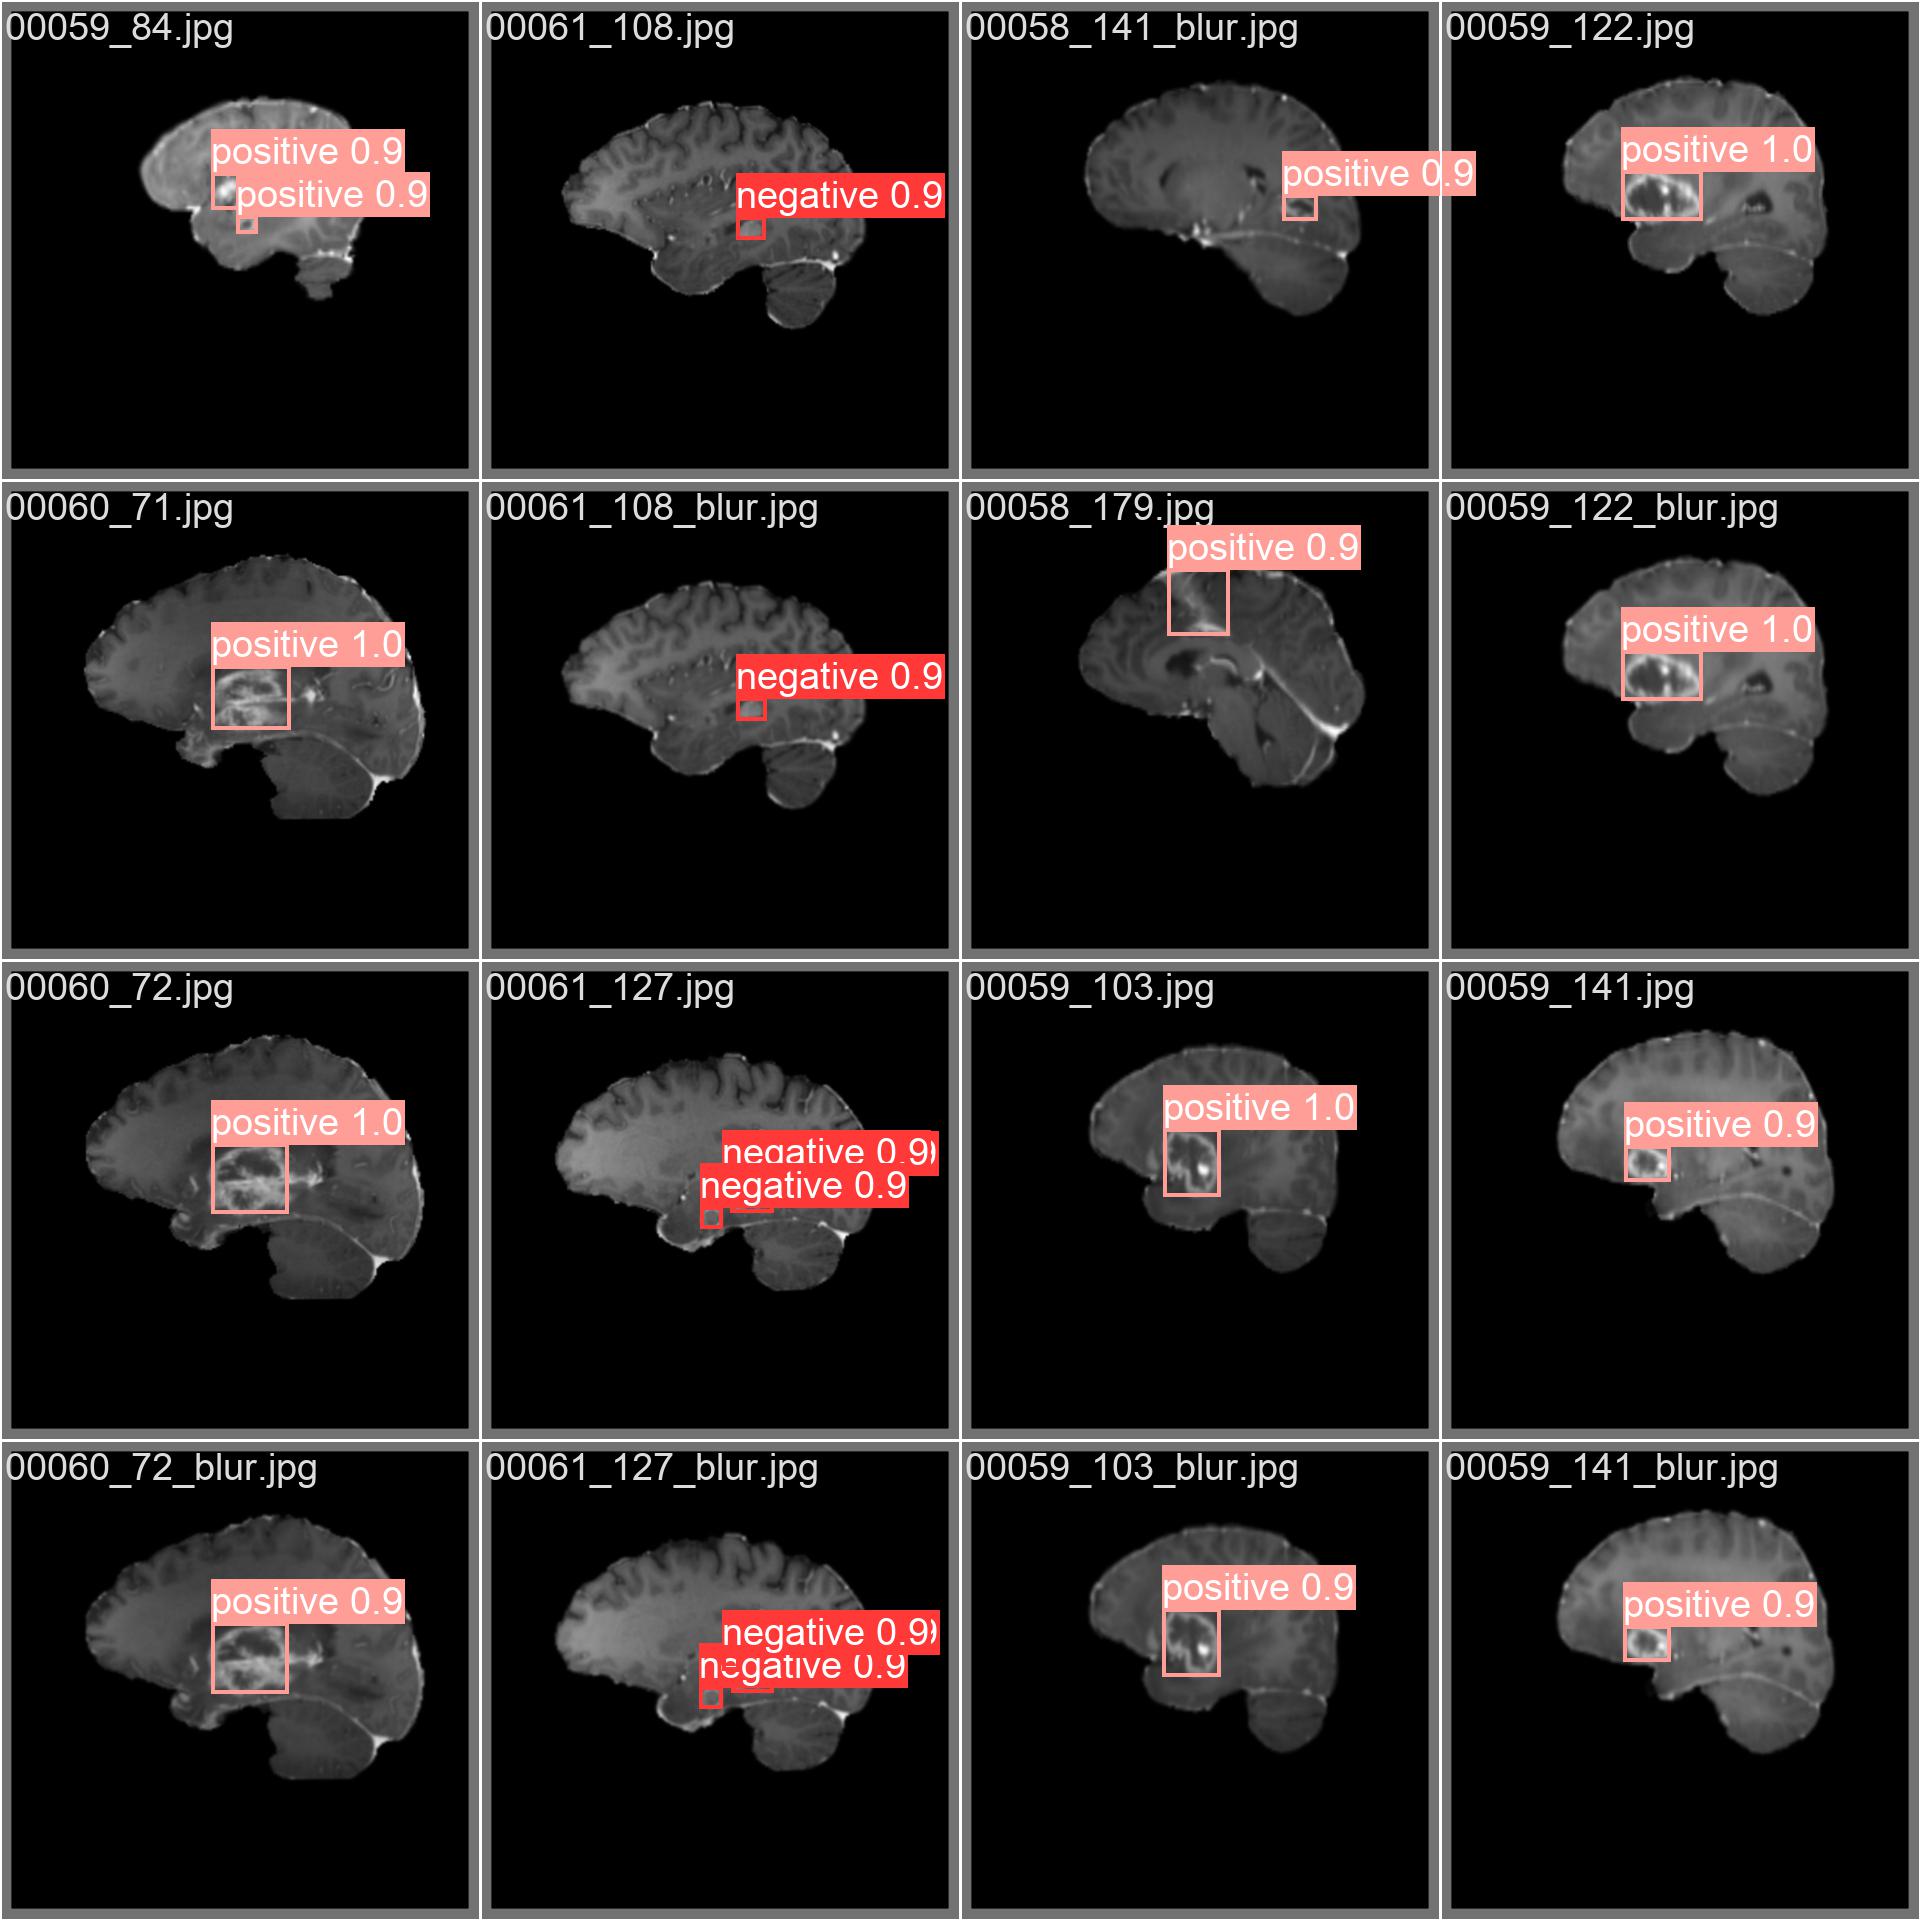 00059_84.jpg
positive 0.9
positive 0.9
00061_108.jpg
negative 0.9
00058_141_blur.jpg
positive 0.9
00059_122.jpg
positive 1.0
00060_71.jpg
positive 1.0
00061_108_blur.jpg
negative 0.9
00058_179.jpg
positive 0.9
00059_122_blur.jpg
positive 1.0
00060_72.jpg
positive 1.0
00061_127.jpg
negative 0.9
negative 0.9
00059_103.jpg
positive 1.0
00059_141.jpg
positive 0.9
00060_72_blur.jpg
positive 0.9
00061_127_blur.jpg
negative 0.9
negative 0.9
00059_103_blur.jpg
positive 0.9
00059_141_blur.jpg
positive 0.9